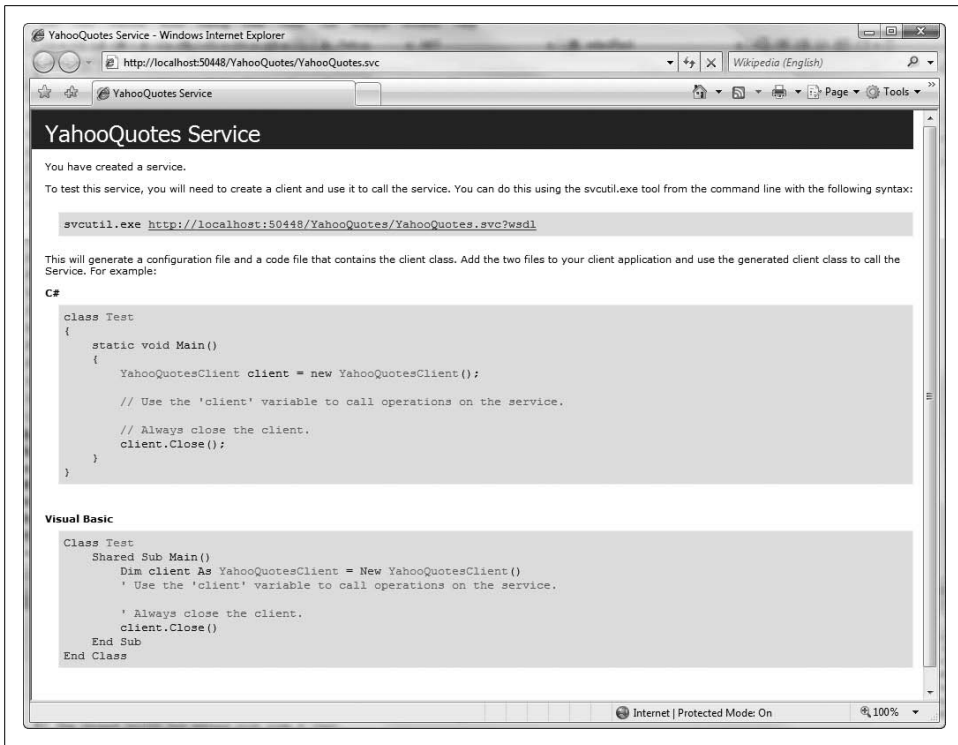 YahooQuotes Service - Windows Internet Explorer
http://localhost:50448/YahooQuotes/YahooQuotes.svc
Wikipedia (English)
YahooQuotes Service
Page
Tools
YahooQuotes Service
You have created a service.
To test this service, you will need to create a client and use it to call the service. You can do this using the svcutil.exe tool from the command line with the following syntax:
svcutil.exe http://localhost:50448/YahooQuotes/YahooQuotes.svc?wsdl
This will generate a configuration file and a code file that contains the client class. Add the two files to your client application and use the generated client class to call the
Service. For example:
C#
class Test
{
    static void Main()
    {
        YahooQuotesClient client = new YahooQuotesClient();
        // Use the 'client' variable to call operations on the service.
        // Always close the client.
        client.Close();
    }
}
Visual Basic
Class Test
    Shared Sub Main()
        Dim client As YahooQuotesClient = New YahooQuotesClient()
        ' Use the 'client' variable to call operations on the service.
        ' Always close the client.
        client.Close()
    End Sub
End Class
Internet | Protected Mode: On
100%